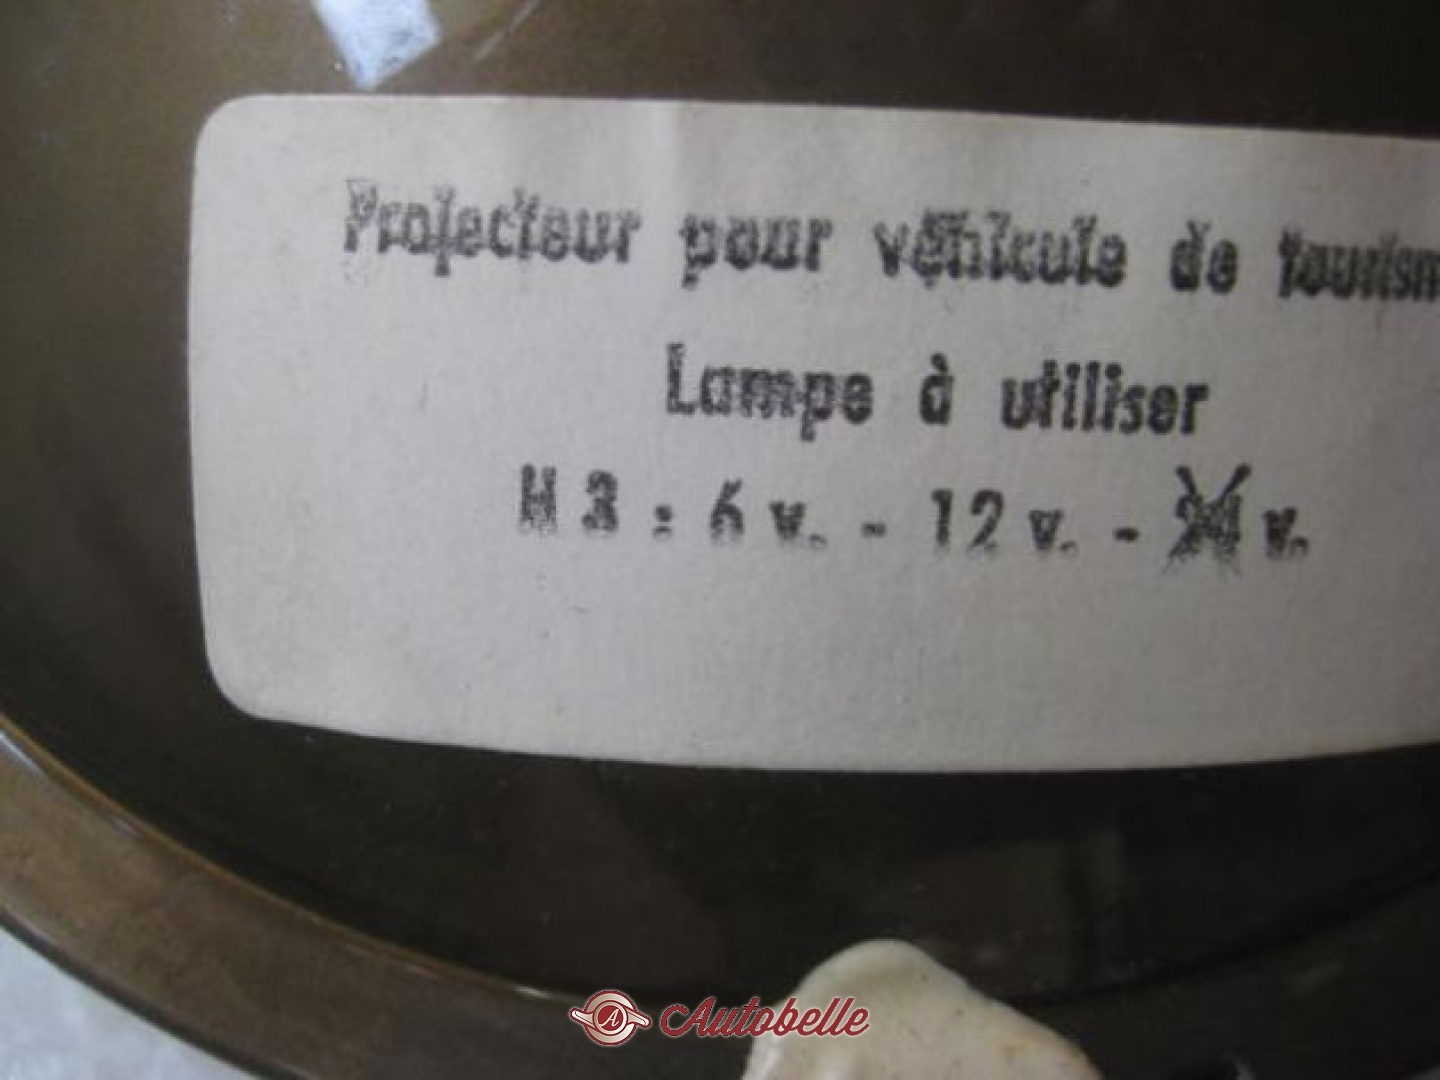 Projecteur pour véhicule de tourism
Lampe à utiliser
H 3 : 6 v. - 12 v. - 24 v.
A Autobelle